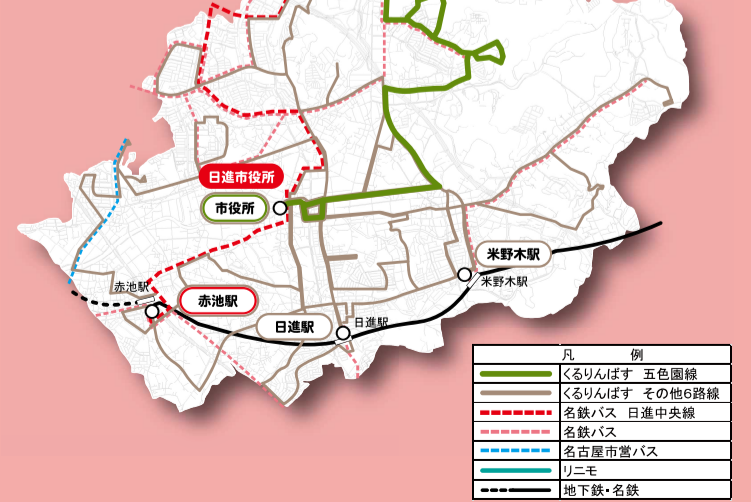 日進市役所
市役所
米野木駅
米野木駅
赤池駅
赤池駅
日進駅
日進駅
凡 例
くるりんばす 五色園線
くるりんばす その他6路線
名鉄バス 日進中央線
名鉄バス
名古屋市営バス
リニモ
地下鉄・名鉄